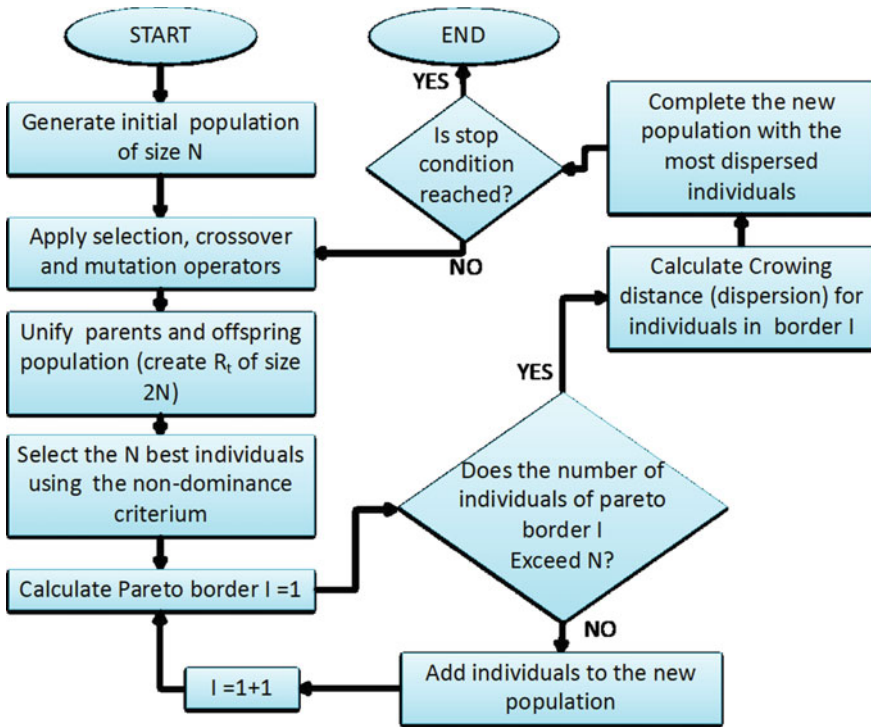 START
Generate initial population
of size N
Apply selection, crossover
and mutation operators
Unify parents and offspring
population (create Rₜ of size
2N)
Select the N best individuals
using the non-dominance
criterium
Calculate Pareto border I =1
Does the number of
individuals of pareto
border I
Exceed N?
NO
Add individuals to the new
population
I =1+1
YES
Calculate Crowing
distance (dispersion) for
individuals in border I
Complete the new
population with the
most dispersed
individuals
Is stop
condition
reached?
NO
YES
END